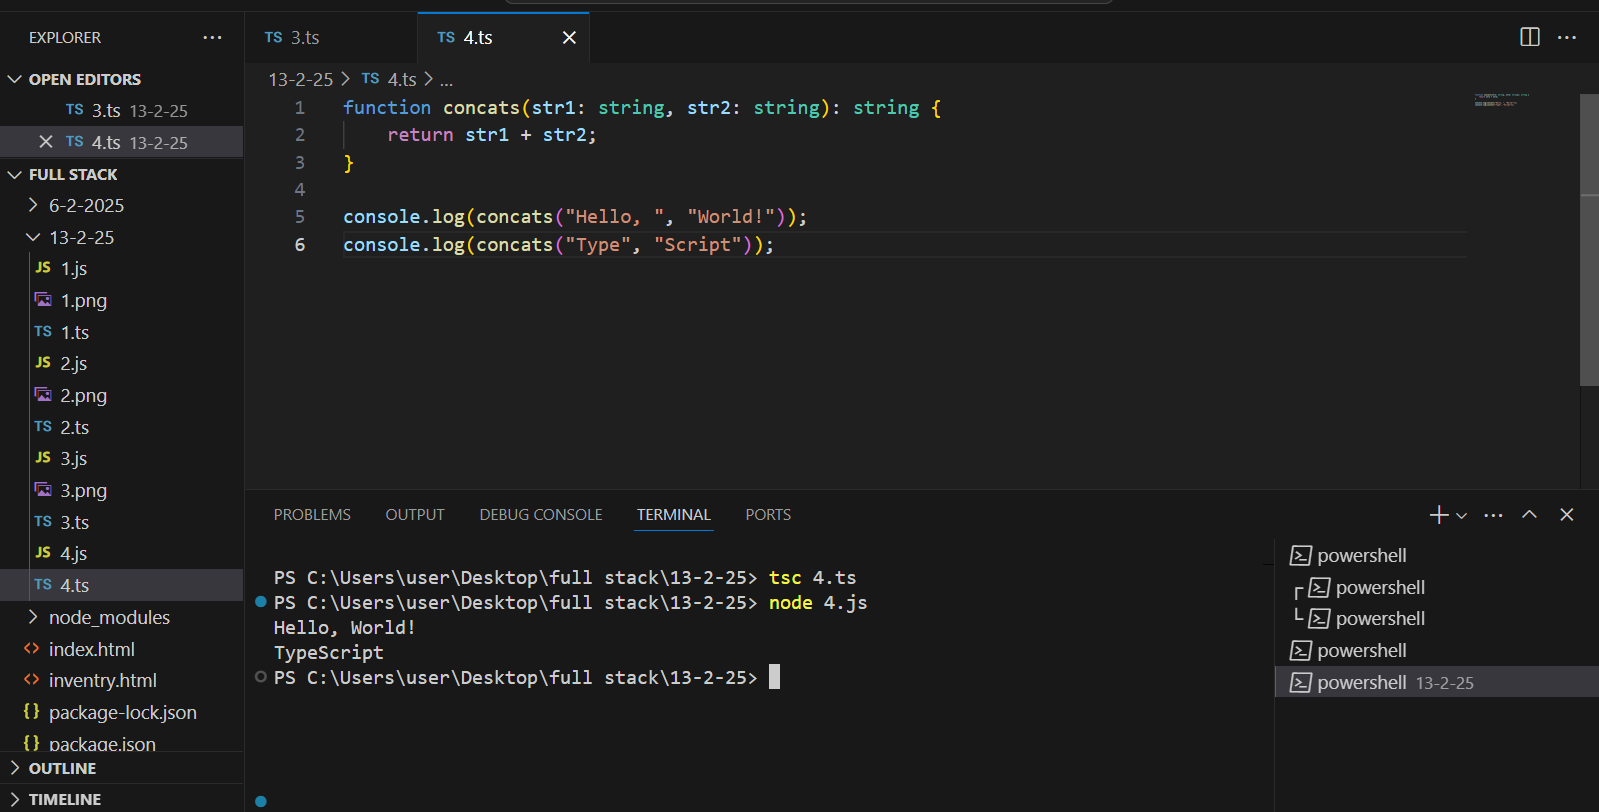 EXPLORER
OPEN EDITORS
TS 3.ts 13-2-25
TS 4.ts 13-2-25
FULL STACK
6-2-2025
13-2-25
JS 1.js
1.png
TS 1.ts
JS 2.js
2.png
TS 2.ts
JS 3.js
3.png
TS 3.ts
JS 4.js
TS 4.ts
node_modules
<> index.html
<> inventry.html
{} package-lock.json
{} package.json
OUTLINE
TIMELINE
TS 3.ts
TS 4.ts
13-2-25 > TS 4.ts > ...
1 function concats(str1: string, str2: string): string {
2 return str1 + str2;
3 }
4
5 console.log(concats("Hello, ", "World!"));
6 console.log(concats("Type", "Script"));
PROBLEMS OUTPUT DEBUG CONSOLE TERMINAL PORTS
PS C:\Users\user\Desktop\full stack\13-2-25> tsc 4.ts
PS C:\Users\user\Desktop\full stack\13-2-25> node 4.js
Hello, World!
TypeScript
PS C:\Users\user\Desktop\full stack\13-2-25>
powershell
powershell
powershell
powershell
powershell 13-2-25